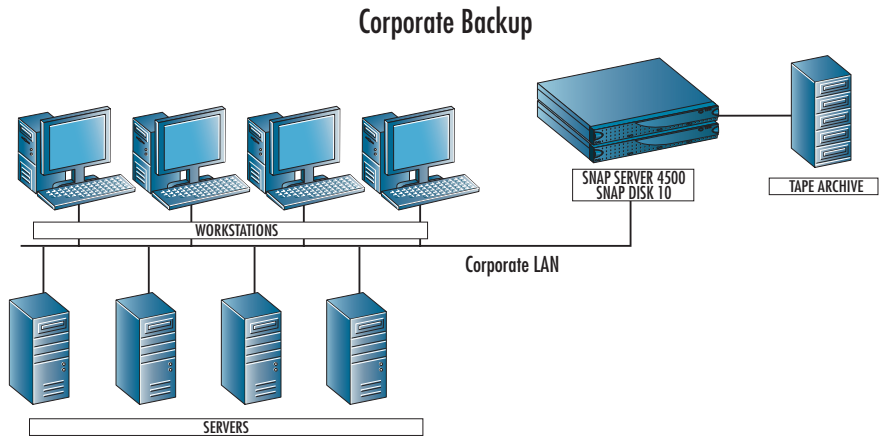 Corporate Backup
SNAP SERVER 4500
SNAP DISK 10
TAPE ARCHIVE
WORKSTATIONS
Corporate LAN
SERVERS